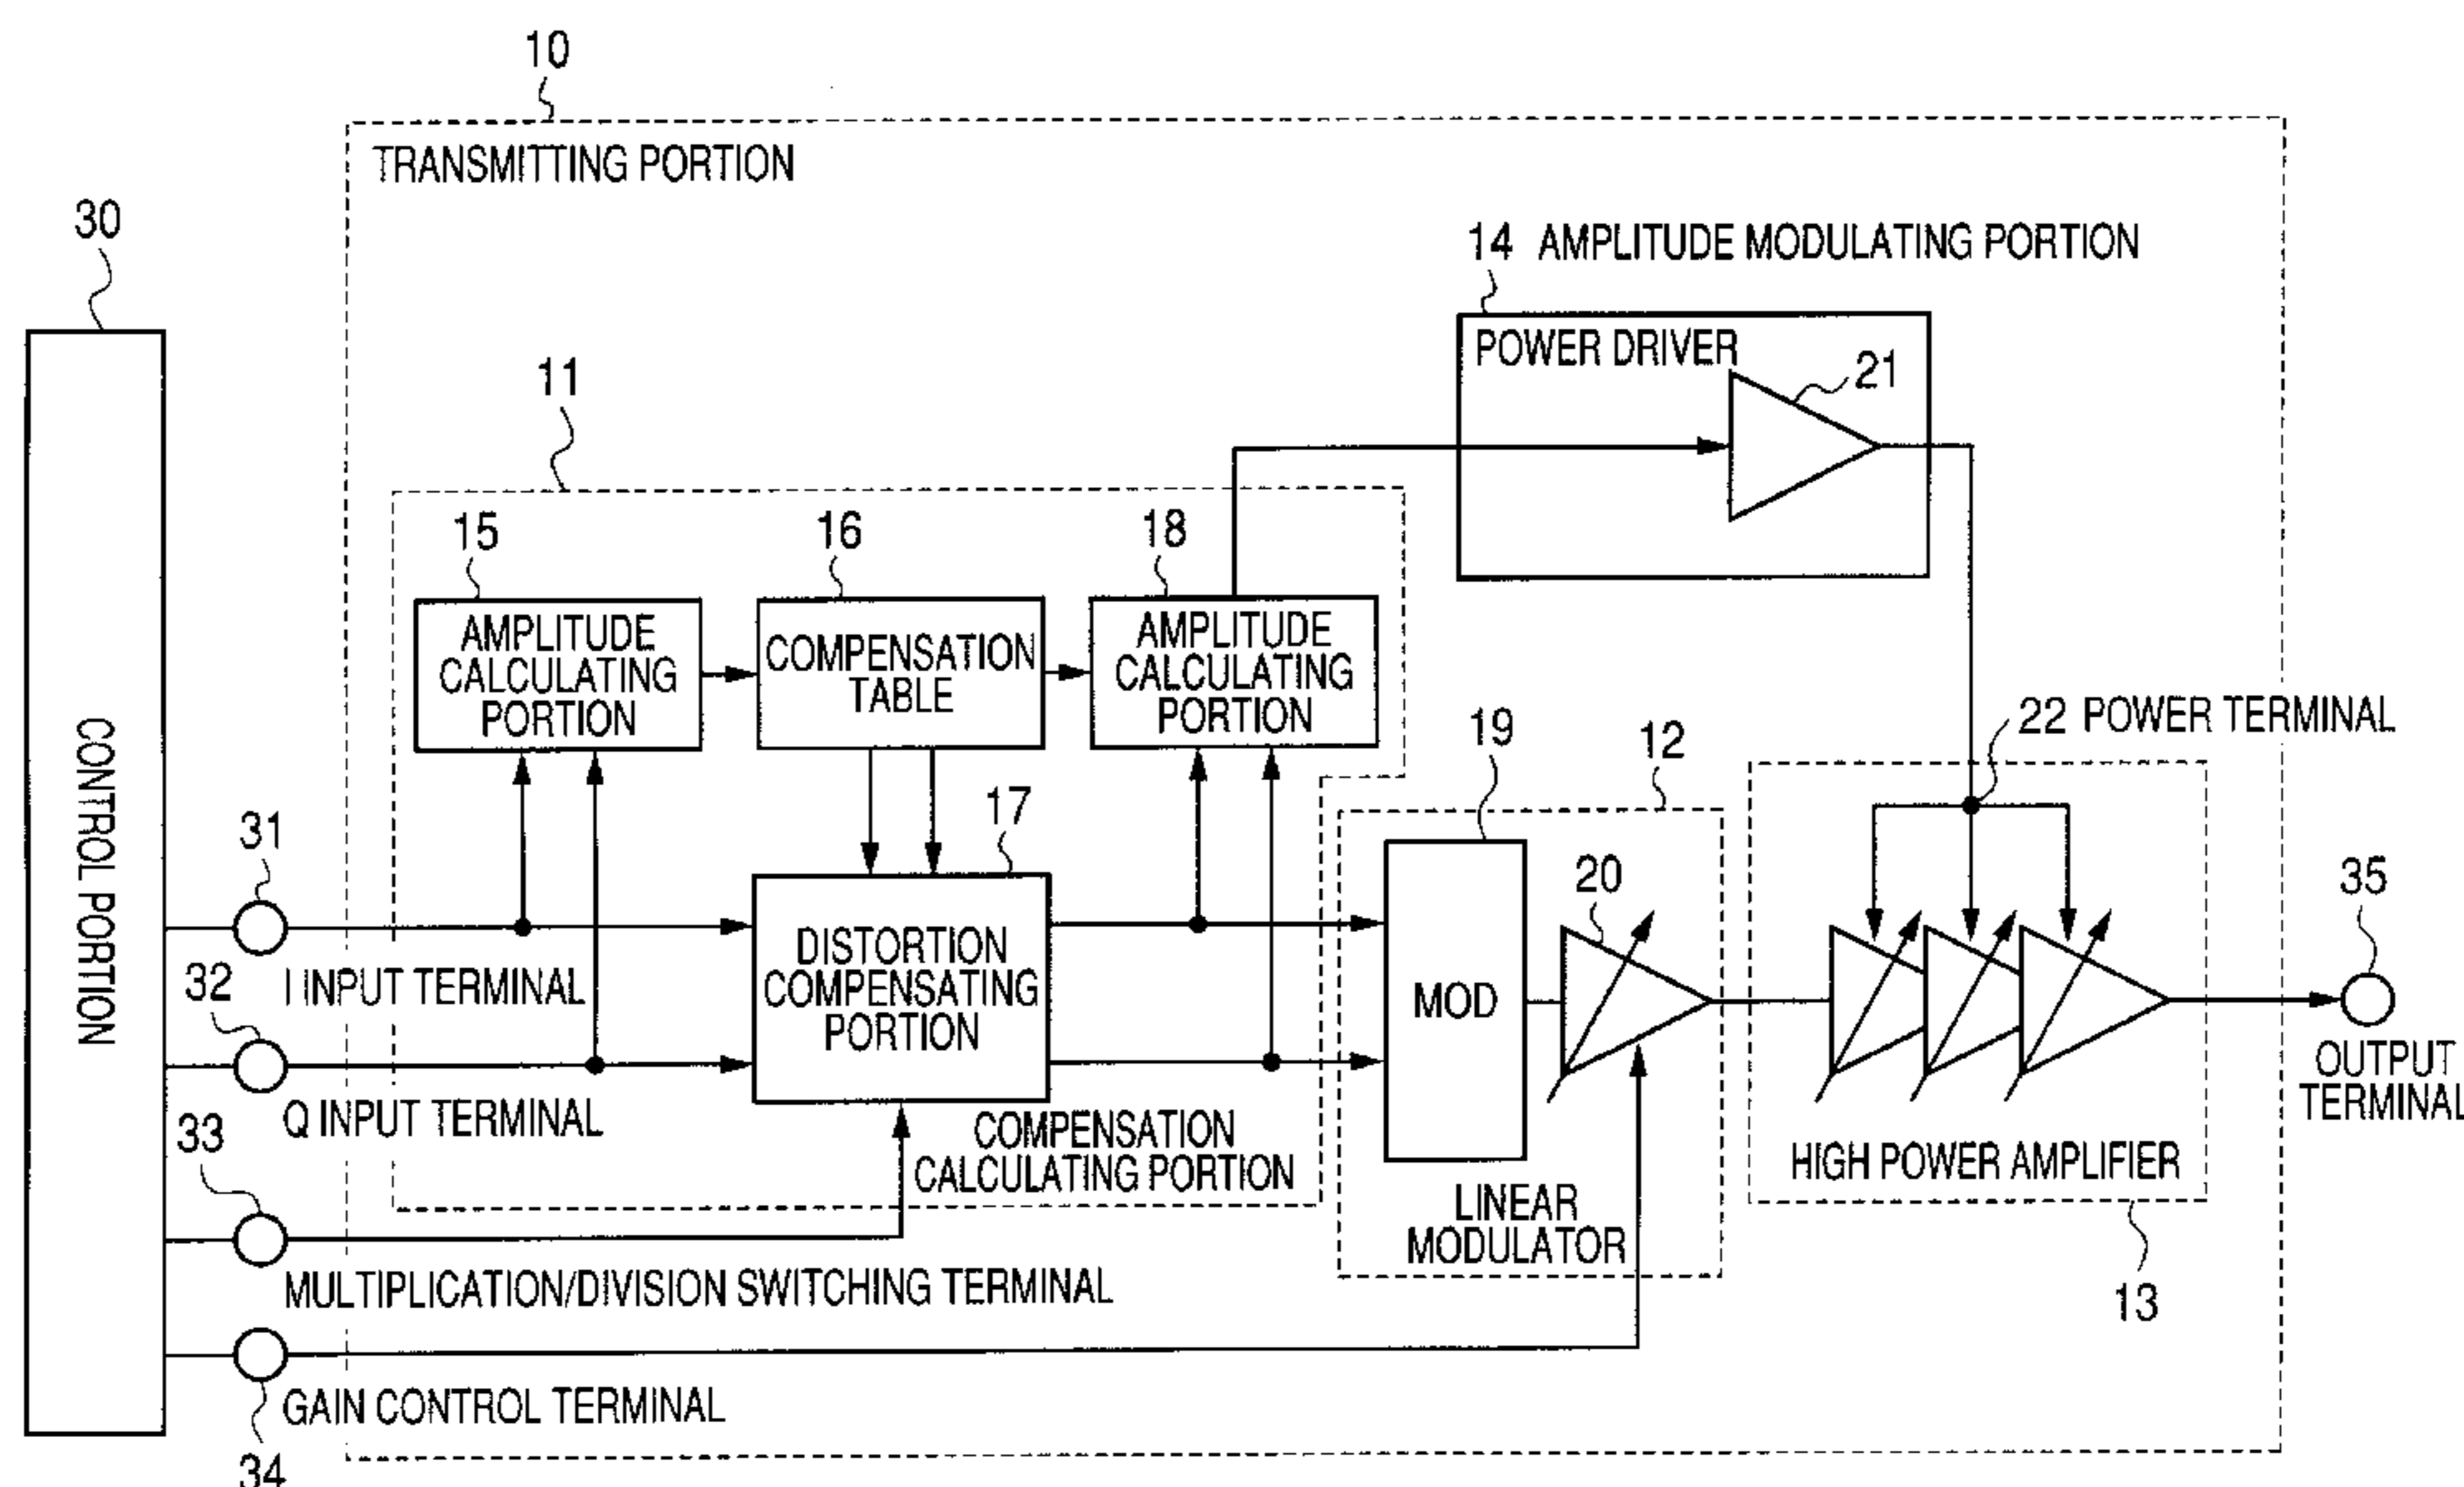 10
TRANSMITTING PORTION
30
14 AMPLITUDE MODULATING PORTION
POWER DRIVER
21
11
15
16
18
AMPLITUDE
CALCULATING
PORTION
COMPENSATION
TABLE
AMPLITUDE
CALCULATING
PORTION
22 POWER TERMINAL
19
12
17
CONTROL PORTION
31
20
35
DISTORTION
COMPENSATING
PORTION
MOD
32
I INPUT TERMINAL
OUTPUT
TERMINAL
Q INPUT TERMINAL
33
COMPENSATION
CALCULATING PORTION
HIGH POWER AMPLIFIER
LINEAR
MODULATOR
MULTIPLICATION/DIVISION SWITCHING TERMINAL
13
GAIN CONTROL TERMINAL
34